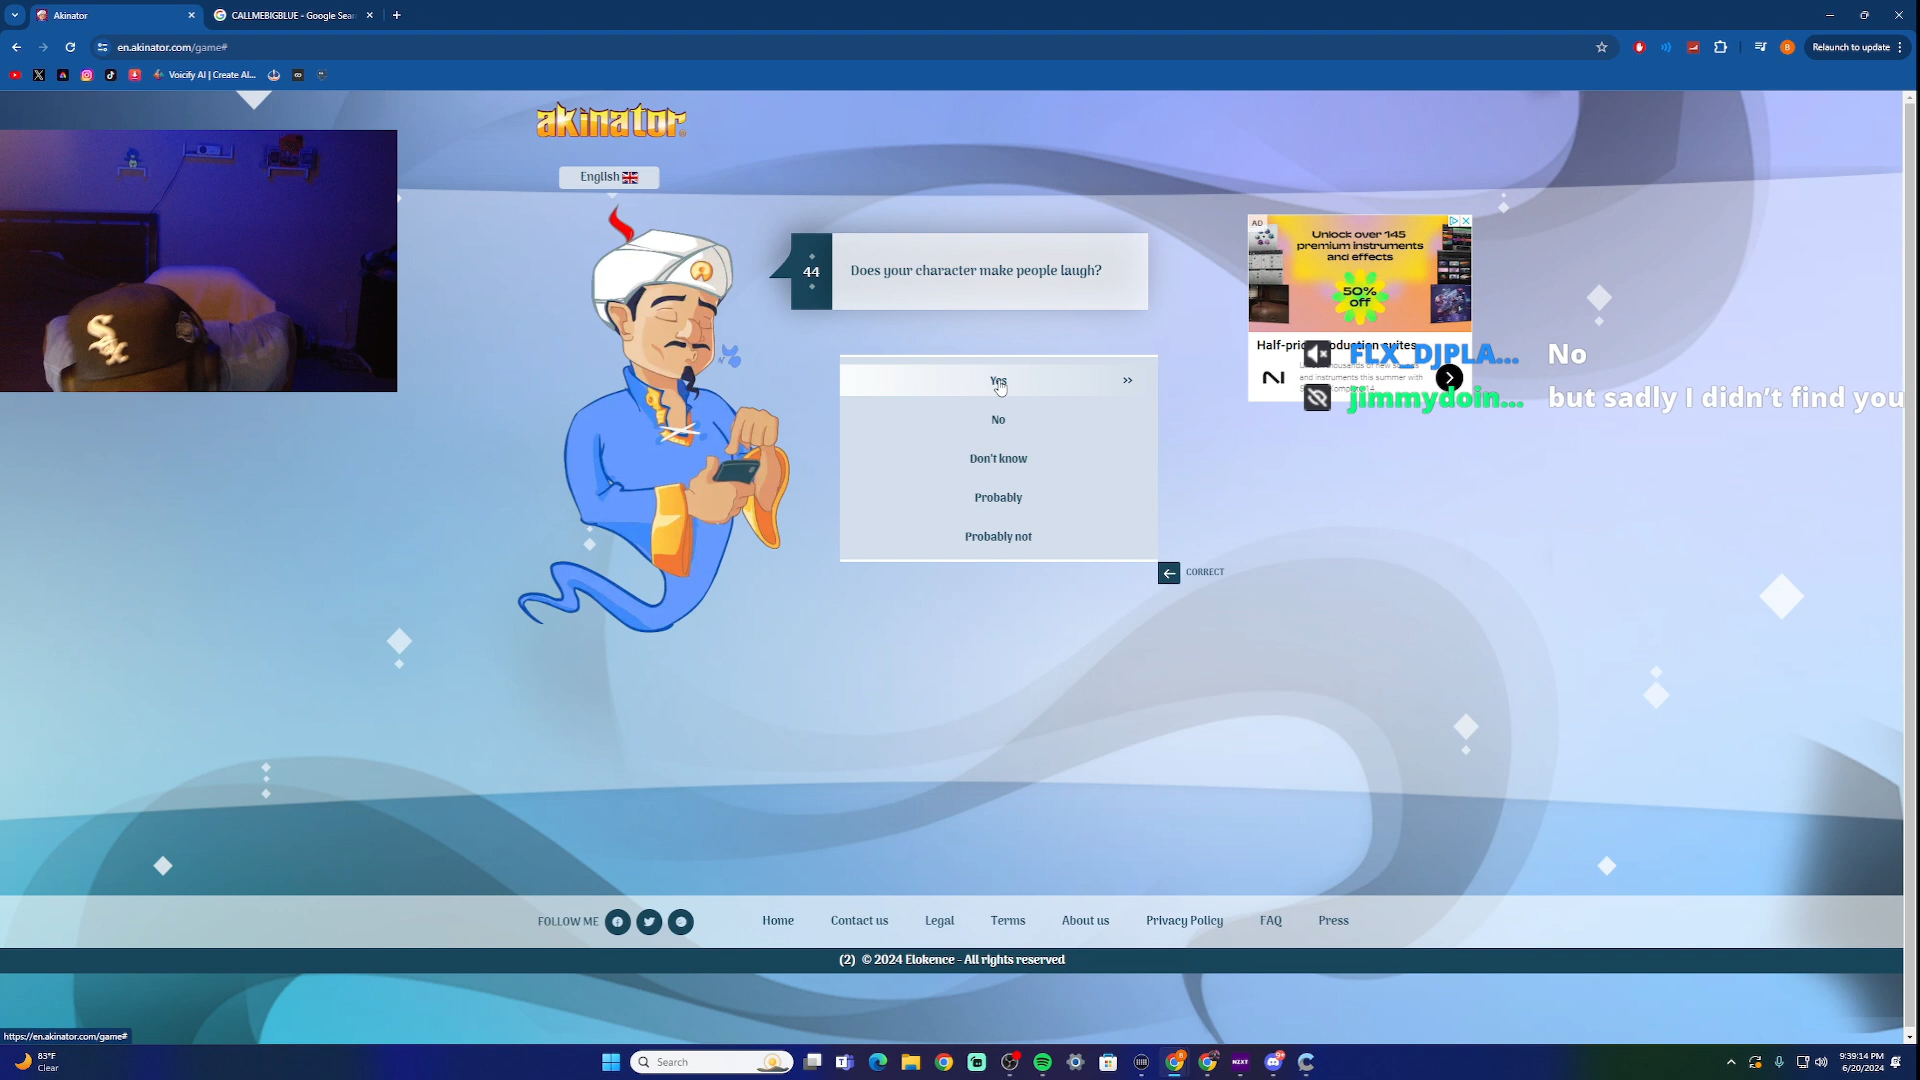 Akinator
CALLMEBIGBLUE - Google Sear
en.akinator.com/game#
Relaunch to update
Voicify AI | Create AI...
akinator
English
44
Does your character make people laugh?
Yes
No
Don't know
Probably
Probably not
CORRECT
AD
Unlock over 145
premium instruments
and effects
50%
off
FLX_DJPLA... No
jimmydoin... but sadly I didn't find you
Sox
FOLLOW ME
Home
Contact us
Legal
Terms
About us
Privacy Policy
FAQ
Press
(2) © 2024 Elokence - All rights reserved
https://en.akinator.com/game#
83°F
Clear
Search
NZXT
9:39:14 PM
6/20/2024